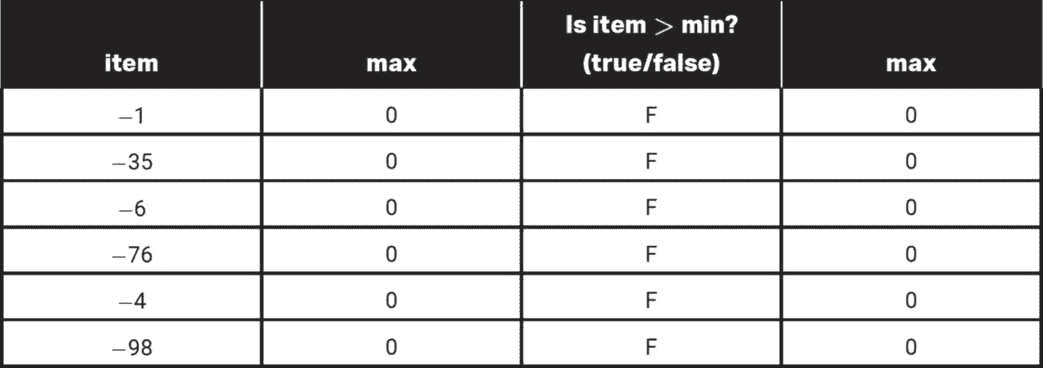 item max Is item > min? (true/false) max
–1 0 F 0
–35 0 F 0
–6 0 F 0
–76 0 F 0
–4 0 F 0
–98 0 F 0